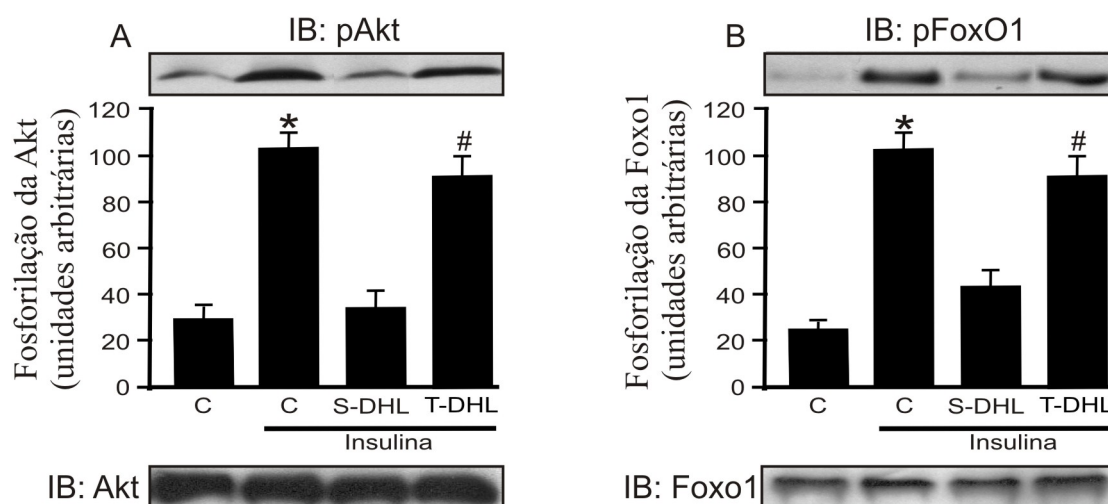 A
IB: pAkt
Fosforilação da Akt
(unidades arbitrárias)
120
100
80
60
40
20
0
*
#
C
C
S-DHL
T-DHL
Insulina
IB: Akt
B
IB: pFoxO1
Fosforilação da Foxo1
(unidades arbitrárias)
120
100
80
60
40
20
0
*
#
C
C
S-DHL
T-DHL
Insulina
IB: Foxo1